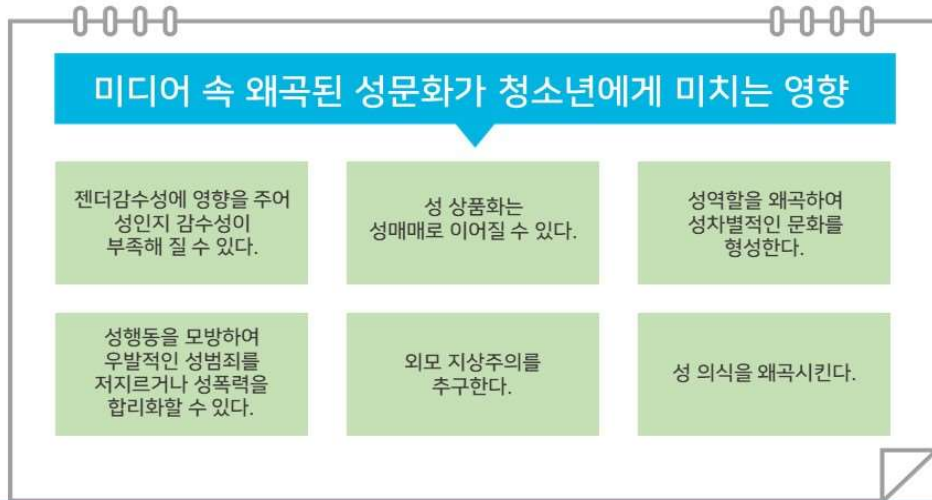 미디어 속 왜곡된 성문화가 청소년에게 미치는 영향
젠더감수성에 영향을 주어
성인지 감수성이
부족해 질 수 있다.
성 상품화는
성매매로 이어질 수 있다.
성역할을 왜곡하여
성차별적인 문화를
형성한다.
성행동을 모방하여
우발적인 성범죄를
저지르거나 성폭력을
합리화할 수 있다.
외모 지상주의를
추구한다.
성 의식을 왜곡시킨다.